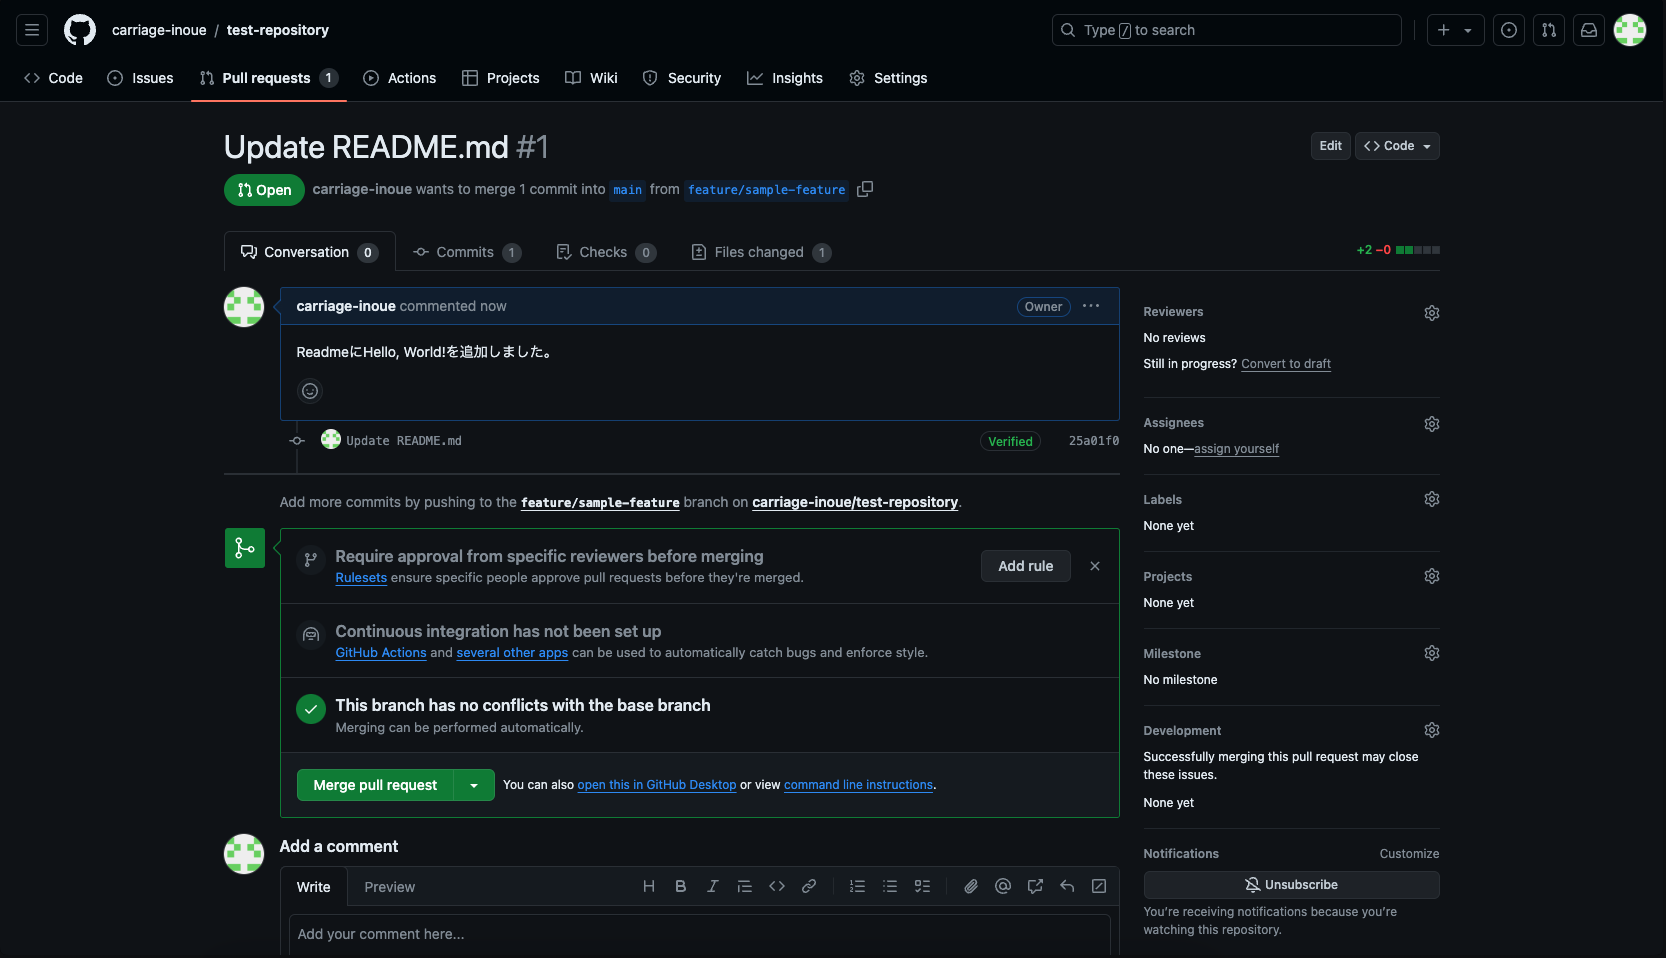 carriage-inoue / test-repository
Type / to search
Code
Issues
Pull requests 1
Actions
Projects
Wiki
Security
Insights
Settings
Update README.md #1
Edit
<> Code
Open
carriage-inoue wants to merge 1 commit into main from feature/sample-feature
Conversation 0
Commits 1
Checks 0
Files changed 1
+2 −0
carriage-inoue commented now
Owner
ReadmeにHello, World!を追加しました。
Update README.md
Verified
25a01f0
Add more commits by pushing to the feature/sample-feature branch on carriage-inoue/test-repository.
Require approval from specific reviewers before merging
Rulesets ensure specific people approve pull requests before they're merged.
Add rule
Continuous integration has not been set up
GitHub Actions and several other apps can be used to automatically catch bugs and enforce style.
This branch has no conflicts with the base branch
Merging can be performed automatically.
Merge pull request
You can also open this in GitHub Desktop or view command line instructions.
Add a comment
Write
Preview
Add your comment here...
Reviewers
No reviews
Still in progress? Convert to draft
Assignees
No one—assign yourself
Labels
None yet
Projects
None yet
Milestone
No milestone
Development
Successfully merging this pull request may close
these issues.
None yet
Notifications
Customize
Unsubscribe
You're receiving notifications because you're
watching this repository.